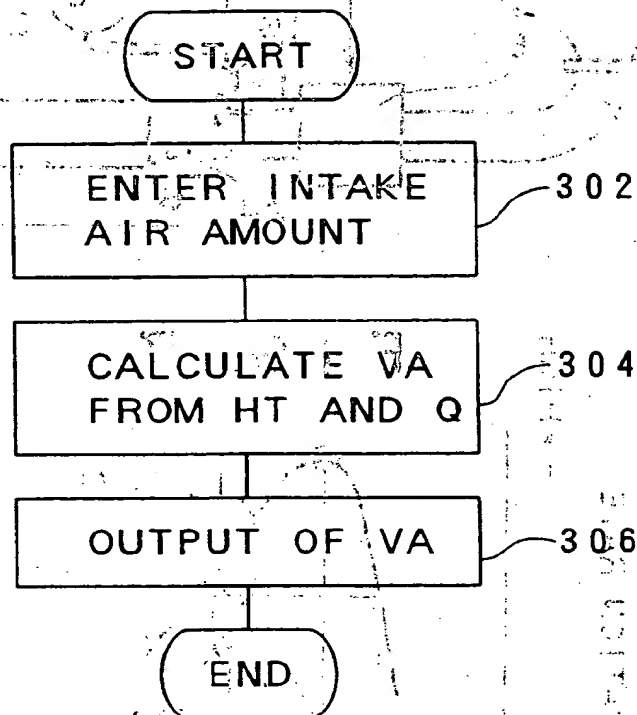 START
ENTER INTAKE
AIR AMOUNT
302
CALCULATE VA
FROM HT AND Q
304
OUTPUT OF VA
306
END